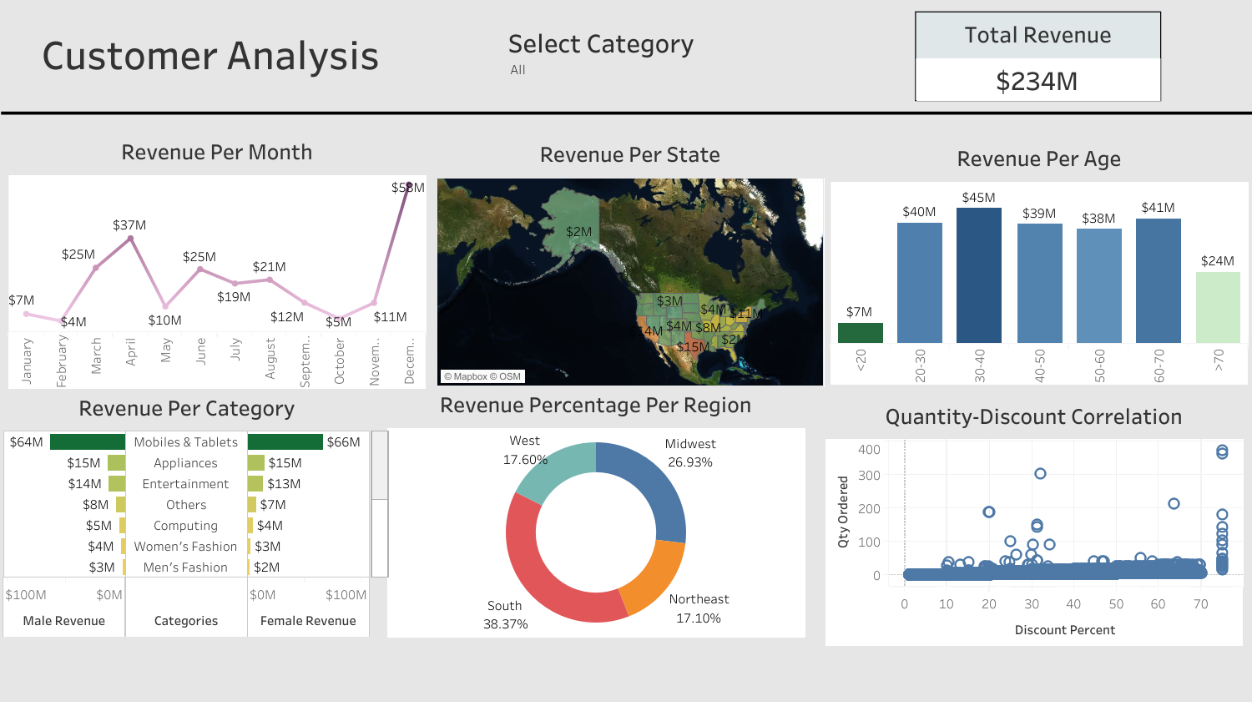 Customer Analysis
Select Category
All
Total Revenue
$234M
Revenue Per Month
$7M
$4M
$25M
$37M
$10M
$25M
$19M
$21M
$12M
$5M
$11M
$58M
January
February
March
April
May
June
July
August
Septem..
October
Novem..
Decem..
Revenue Per State
$2M
$3M
$4M
$11M
4M
$4M
$8M
$15M
© Mapbox © OSM
Revenue Per Age
$7M
$40M
$45M
$39M
$38M
$41M
$24M
<20
20-30
30-40
40-50
50-60
60-70
>70
Revenue Per Category
$64M Mobiles & Tablets $66M
$15M Appliances $15M
$14M Entertainment $13M
$8M Others $7M
$5M Computing $4M
$4M Women's Fashion $3M
$3M Men's Fashion $2M
$100M $0M $0M $100M
Male Revenue Categories Female Revenue
Revenue Percentage Per Region
West
17.60%
Midwest
26.93%
South
38.37%
Northeast
17.10%
Quantity-Discount Correlation
Qty Ordered
400
300
200
100
0
0 10 20 30 40 50 60 70
Discount Percent